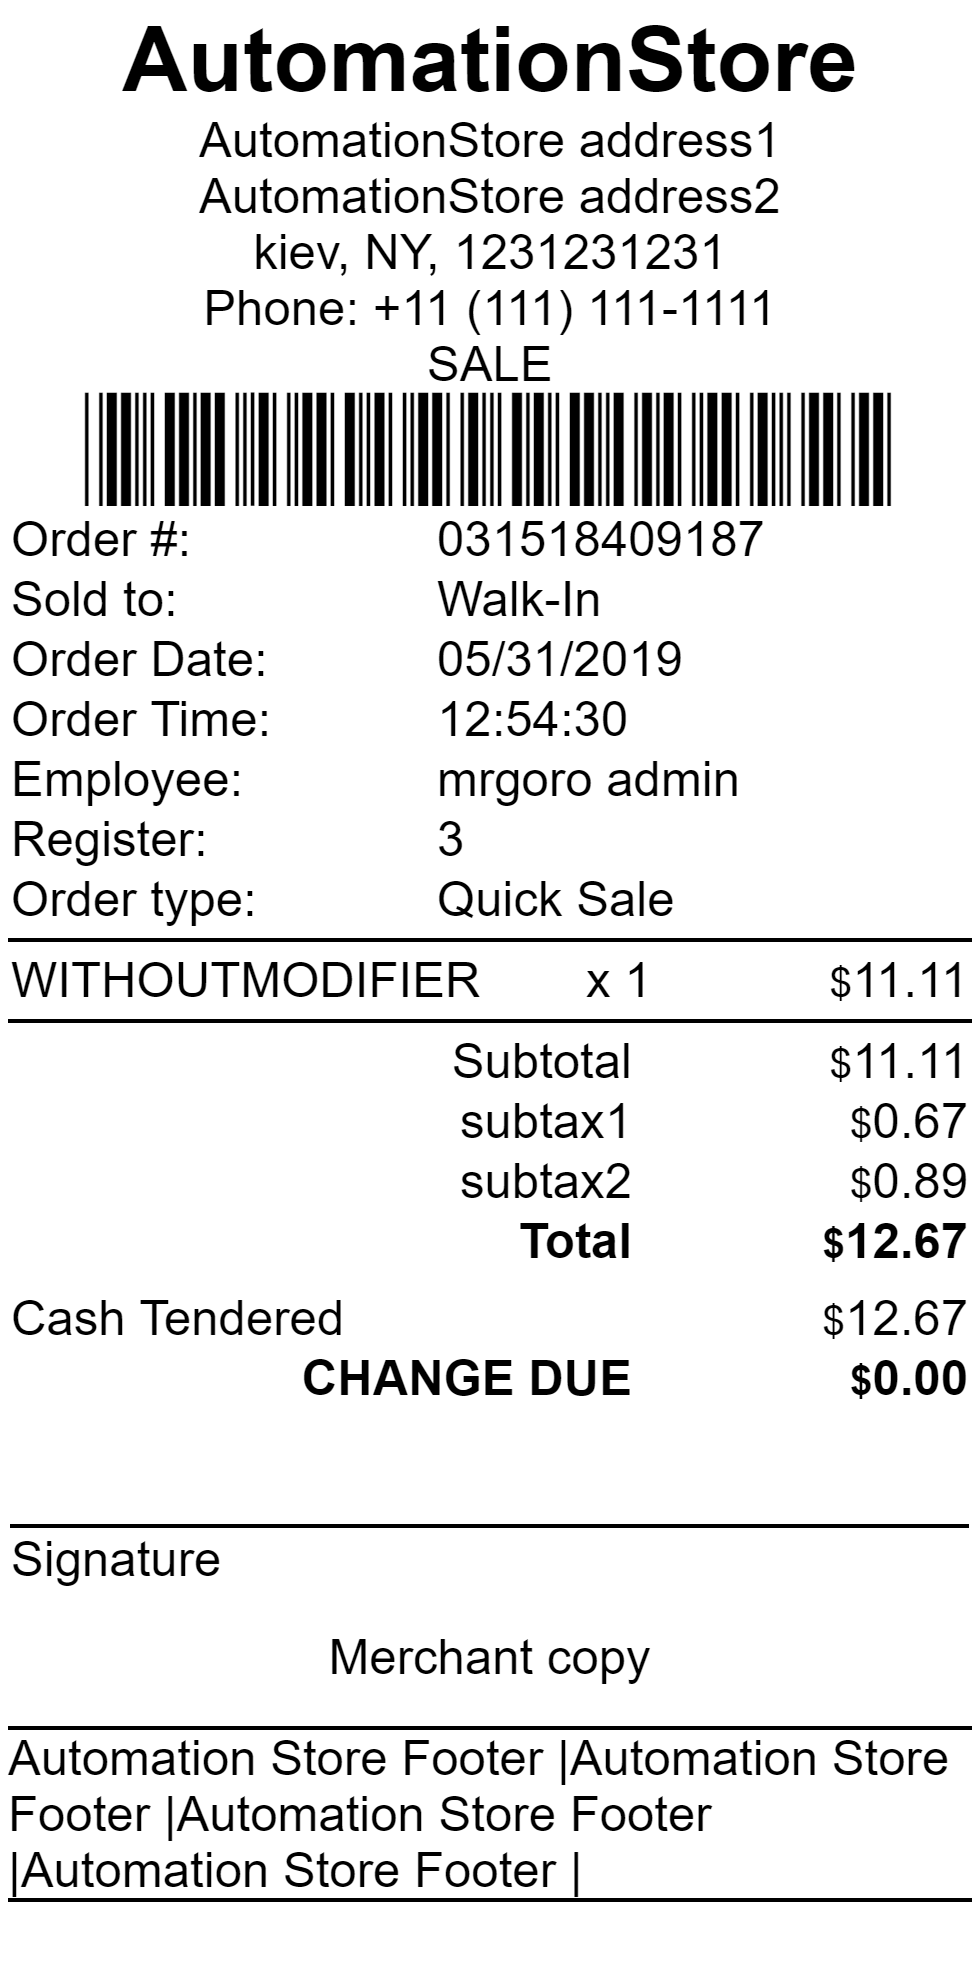 AutomationStore
AutomationStore address1
AutomationStore address2
kiev, NY, 1231231231
Phone: +11 (111) 111-1111
SALE
Order #: 031518409187
Sold to: Walk-In
Order Date: 05/31/2019
Order Time: 12:54:30
Employee: mrgoro admin
Register: 3
Order type: Quick Sale
WITHOUTMODIFIER x 1 $11.11
Subtotal $11.11
subtax1 $0.67
subtax2 $0.89
Total $12.67
Cash Tendered $12.67
CHANGE DUE $0.00
Signature
Merchant copy
Automation Store Footer |Automation Store
Footer |Automation Store Footer
|Automation Store Footer |